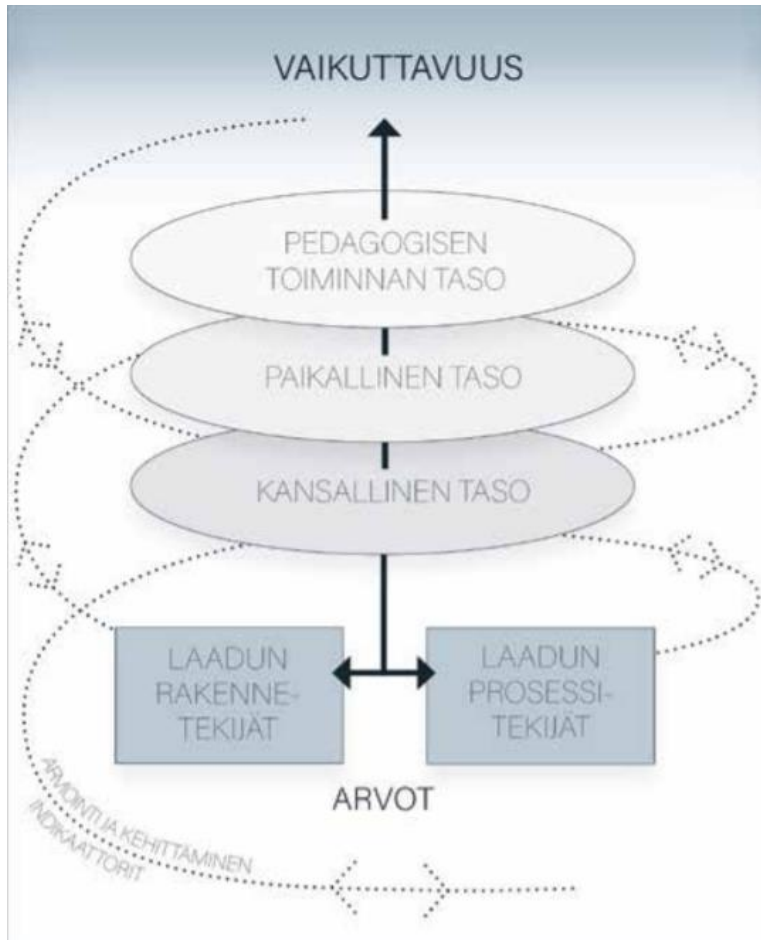 VAIKUTTAVUUS
PEDAGOGISEN
TOIMINNAN TASO
PAIKALLINEN TASO
KANSALLINEN TASO
LAADUN
RAKENNE-
TEKIJÄT
LAADUN
PROSESSI-
TEKIJÄT
ARVOT
ARVIOINTI JA KEHITTÄMINEN
INDIKAATTORIT